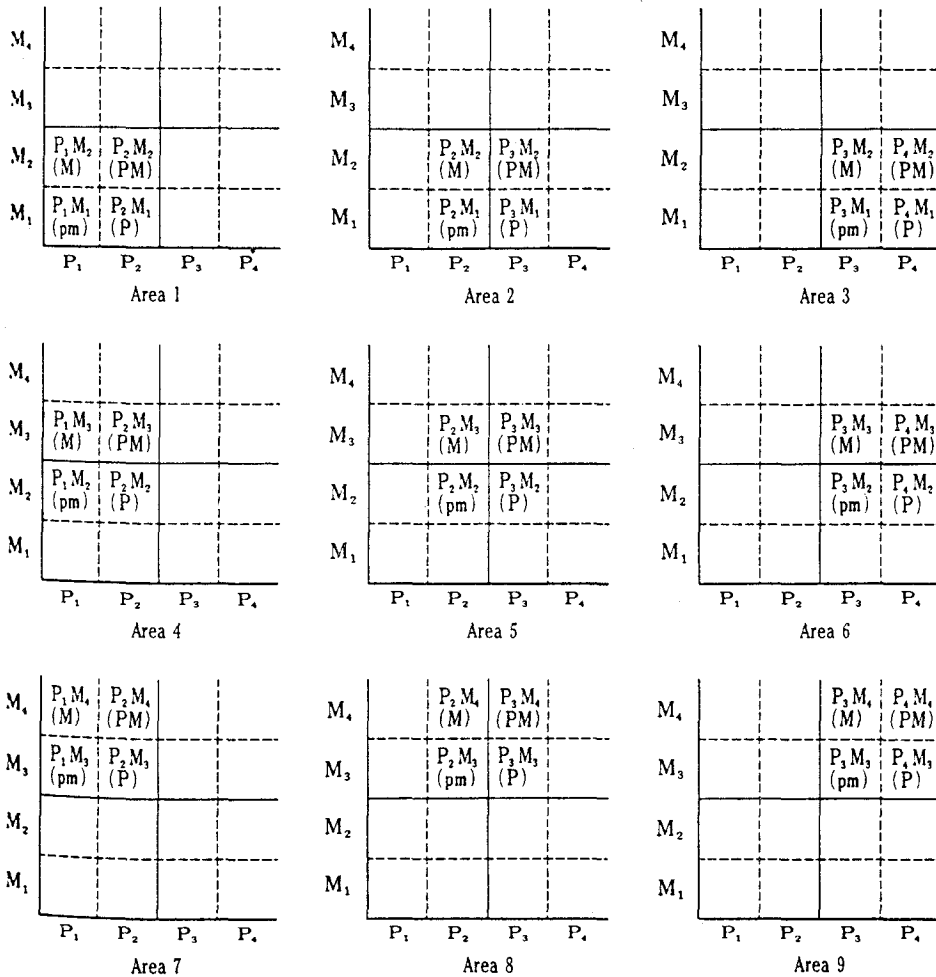 M₄
M₃
M₂ P₁M₂ P₂M₂
(M) (PM)
M₁ P₁M₁ P₂M₁
(pm) (P)
P₁ P₂ P₃ P₄
Area 1
M₄
M₃
M₂ P₂M₂ P₃M₂
(M) (PM)
M₁ P₂M₁ P₃M₁
(pm) (P)
P₁ P₂ P₃ P₄
Area 2
M₄
M₃
M₂ P₃M₂ P₄M₂
(M) (PM)
M₁ P₃M₁ P₄M₁
(pm) (P)
P₁ P₂ P₃ P₄
Area 3
M₄
M₃ P₁M₃ P₂M₃
(M) (PM)
M₂ P₁M₂ P₂M₂
(pm) (P)
M₁
P₁ P₂ P₃ P₄
Area 4
M₄
M₃ P₂M₃ P₃M₃
(M) (PM)
M₂ P₂M₂ P₃M₂
(pm) (P)
M₁
P₁ P₂ P₃ P₄
Area 5
M₄
M₃ P₃M₃ P₄M₃
(M) (PM)
M₂ P₃M₂ P₄M₂
(pm) (P)
M₁
P₁ P₂ P₃ P₄
Area 6
M₄ P₁M₄ P₂M₄
(M) (PM)
M₃ P₁M₃ P₂M₃
(pm) (P)
M₂
M₁
P₁ P₂ P₃ P₄
Area 7
M₄ P₂M₄ P₃M₄
(M) (PM)
M₃ P₂M₃ P₃M₃
(pm) (P)
M₂
M₁
P₁ P₂ P₃ P₄
Area 8
M₄ P₃M₄ P₄M₄
(M) (PM)
M₃ P₃M₃ P₄M₃
(pm) (P)
M₂
M₁
P₁ P₂ P₃ P₄
Area 9